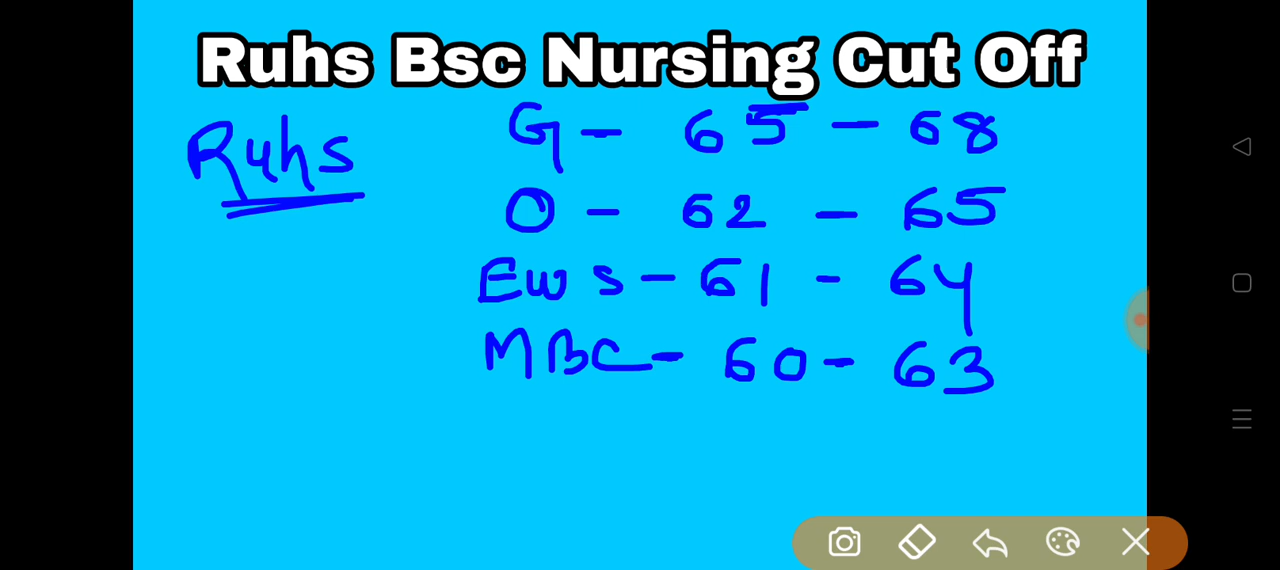 Ruhs Bsc Nursing Cut Off
Ruhs
G - 65 - 68
O - 62 - 65
Ews - 61 - 64
MBC - 60 - 63